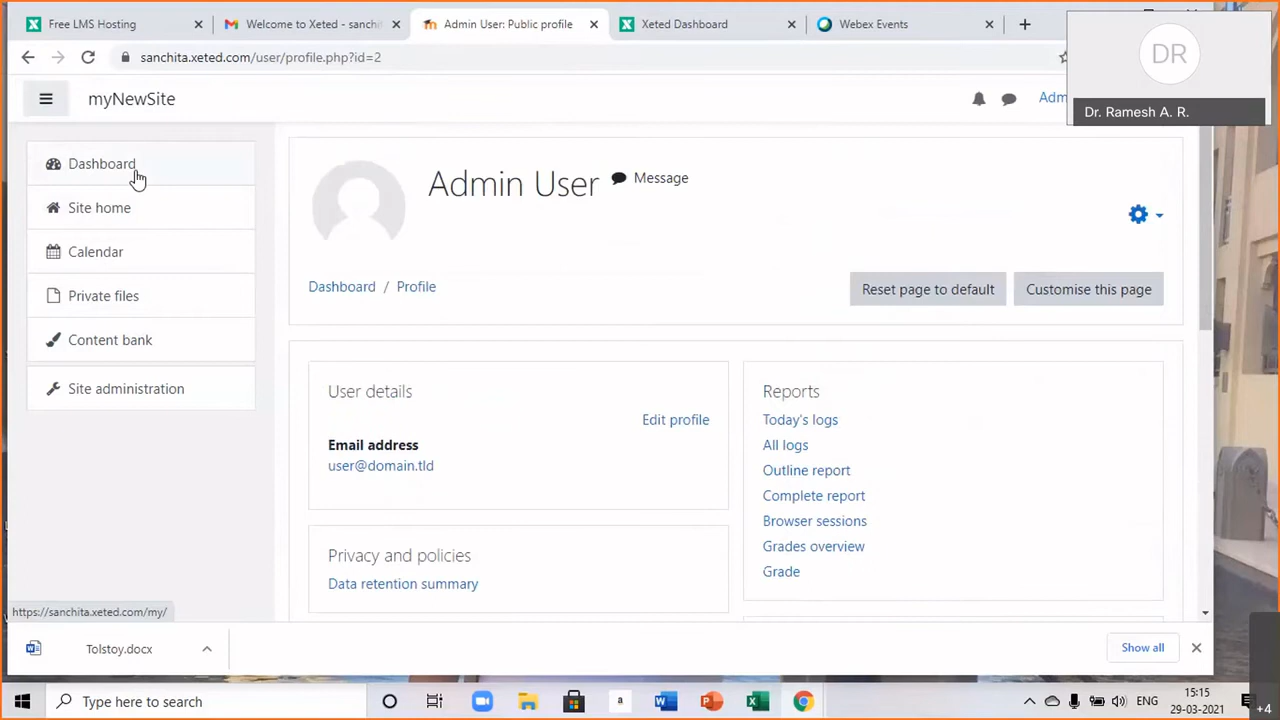 Free LMS Hosting
Welcome to Xeted - sanchi
Admin User: Public profile
Xeted Dashboard
Webex Events
sanchita.xeted.com/user/profile.php?id=2
DR
Dr. Ramesh A. R.
myNewSite
Adm
Dashboard
Site home
Calendar
Private files
Content bank
Site administration
Admin User
Message
Dashboard / Profile
Reset page to default
Customise this page
User details
Edit profile
Email address
user@domain.tld
Privacy and policies
Data retention summary
Reports
Today's logs
All logs
Outline report
Complete report
Browser sessions
Grades overview
Grade
https://sanchita.xeted.com/my/
Tolstoy.docx
Show all
Type here to search
a
ENG
15:15
29-03-2021
+4